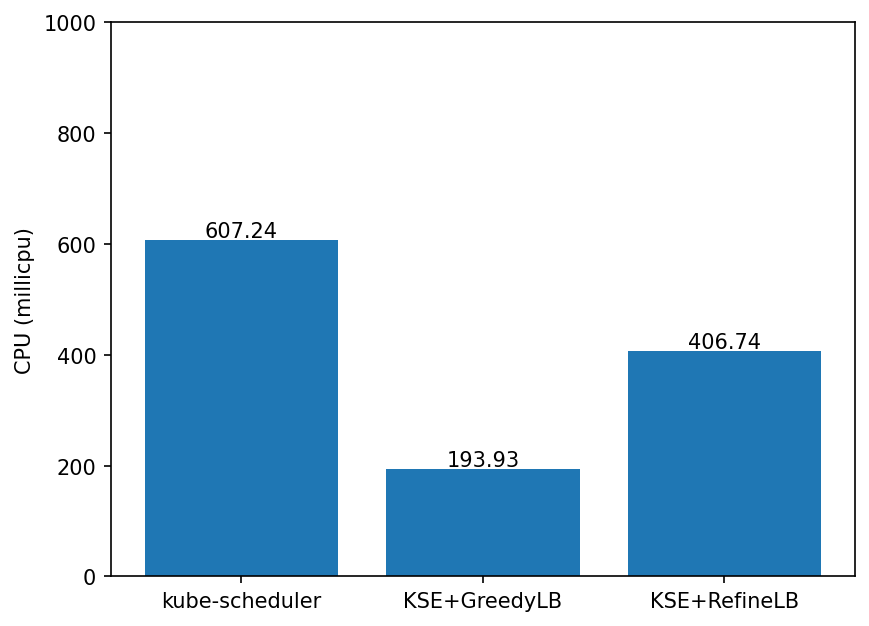 1000
800
600
400
200
0
CPU (millicpu)
607.24
193.93
406.74
kube-scheduler
KSE+GreedyLB
KSE+RefineLB